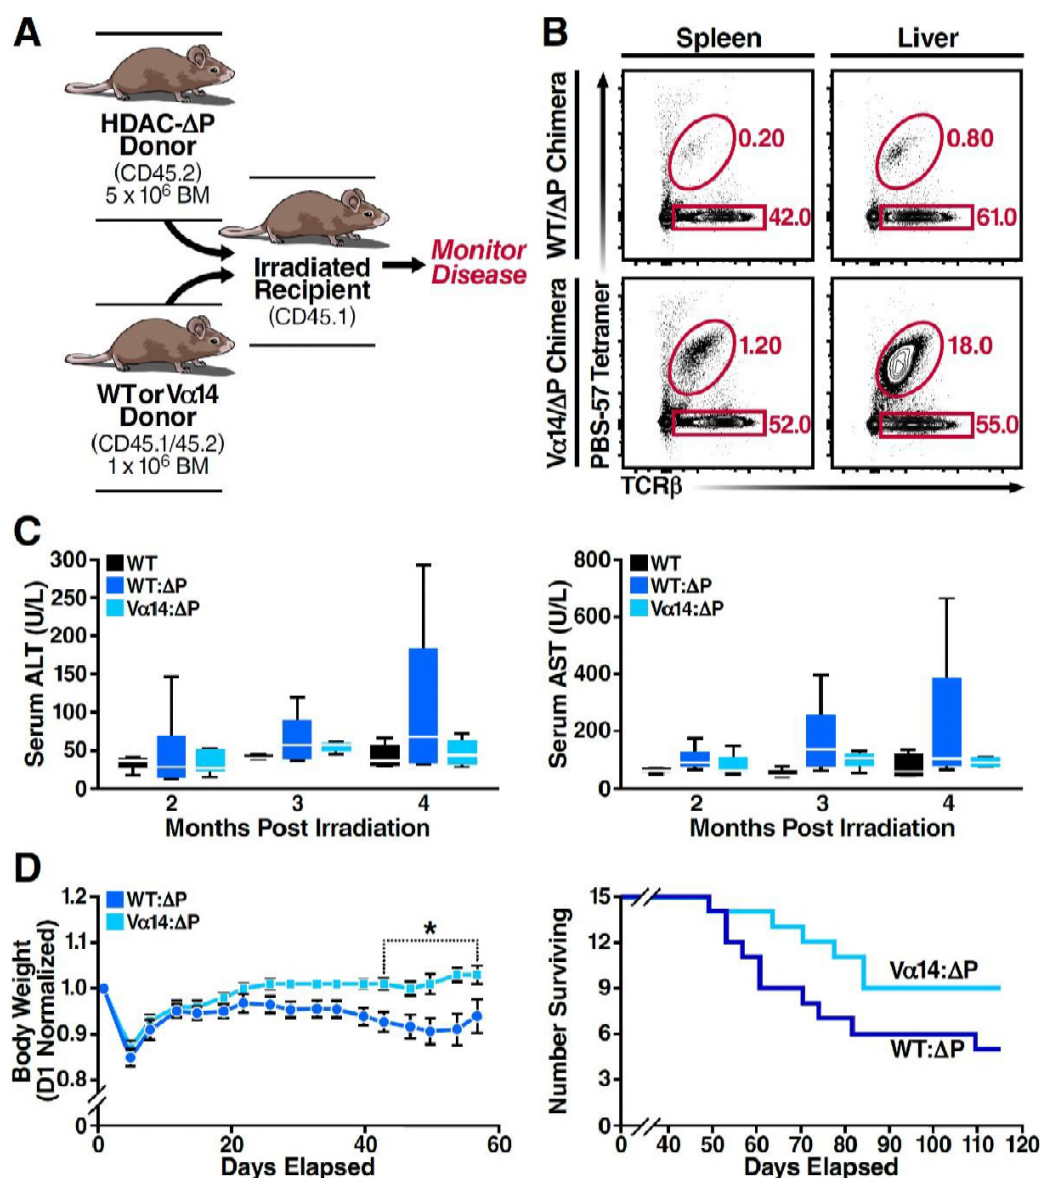 A
HDAC-ΔP
Donor
(CD45.2)
5 x 10⁶ BM
WT or Vα14
Donor
(CD45.1/45.2)
1 x 10⁶ BM
Irradiated
Recipient
(CD45.1)
Monitor
Disease
B
Spleen
Liver
WT/ΔP Chimera
0.20
42.0
0.80
61.0
Vα14/ΔP Chimera
PBS-57 Tetramer
1.20
52.0
18.0
55.0
TCRβ
C
Serum ALT (U/L)
300
250
200
150
100
50
0
WT
WT:ΔP
Vα14:ΔP
2 3 4
Months Post Irradiation
Serum AST (U/L)
800
600
400
200
0
WT
WT:ΔP
Vα14:ΔP
2 3 4
Months Post Irradiation
D
Body Weight
(D1 Normalized)
1.2
1.1
1.0
0.9
0.8
0
WT:ΔP
Vα14:ΔP
*
0 20 40 60
Days Elapsed
Number Surviving
15
12
9
6
3
0
Vα14:ΔP
WT:ΔP
0 40 50 60 70 80 90 100 110 120
Days Elapsed